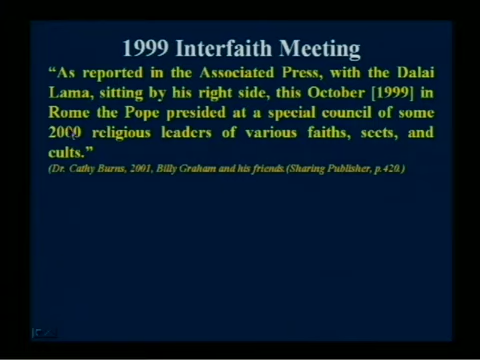 1999 Interfaith Meeting
“As reported in the Associated Press, with the Dalai
Lama, sitting by his right side, this October [1999] in
Rome the Pope presided at a special council of some
2000 religious leaders of various faiths, sects, and
cults.”
(Dr. Cathy Burns, 2001, Billy Graham and his friends.(Sharing Publisher, p.420.)